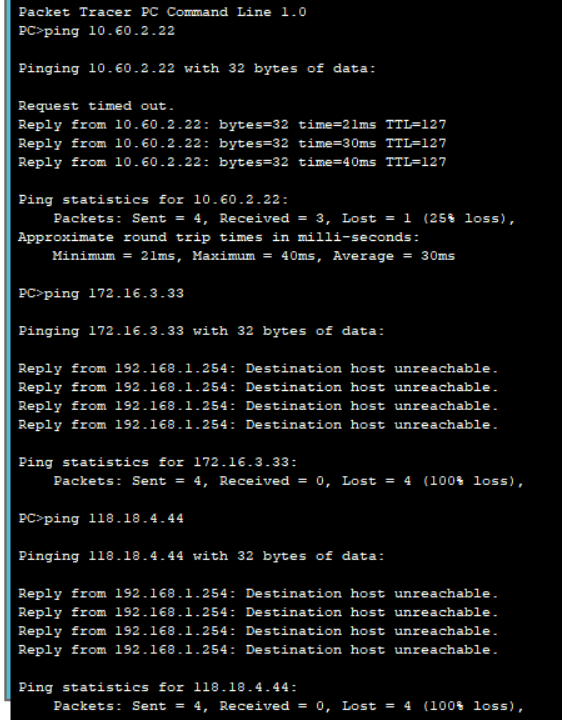 Packet Tracer PC Command Line 1.0
PC>ping 10.60.2.22
Pinging 10.60.2.22 with 32 bytes of data:
Request timed out.
Reply from 10.60.2.22: bytes=32 time=21ms TTL=127
Reply from 10.60.2.22: bytes=32 time=30ms TTL=127
Reply from 10.60.2.22: bytes=32 time=40ms TTL=127
Ping statistics for 10.60.2.22:
    Packets: Sent = 4, Received = 3, Lost = 1 (25% loss),
Approximate round trip times in milli-seconds:
    Minimum = 21ms, Maximum = 40ms, Average = 30ms
PC>ping 172.16.3.33
Pinging 172.16.3.33 with 32 bytes of data:
Reply from 192.168.1.254: Destination host unreachable.
Reply from 192.168.1.254: Destination host unreachable.
Reply from 192.168.1.254: Destination host unreachable.
Reply from 192.168.1.254: Destination host unreachable.
Ping statistics for 172.16.3.33:
    Packets: Sent = 4, Received = 0, Lost = 4 (100% loss),
PC>ping 118.18.4.44
Pinging 118.18.4.44 with 32 bytes of data:
Reply from 192.168.1.254: Destination host unreachable.
Reply from 192.168.1.254: Destination host unreachable.
Reply from 192.168.1.254: Destination host unreachable.
Reply from 192.168.1.254: Destination host unreachable.
Ping statistics for 118.18.4.44:
    Packets: Sent = 4, Received = 0, Lost = 4 (100% loss),